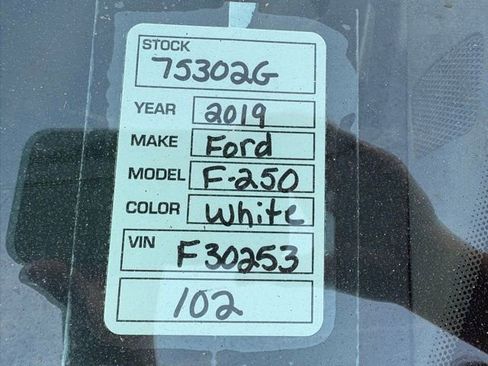 STOCK
75302G
YEAR 2019
MAKE Ford
MODEL F-250
COLOR White
VIN F30253
102